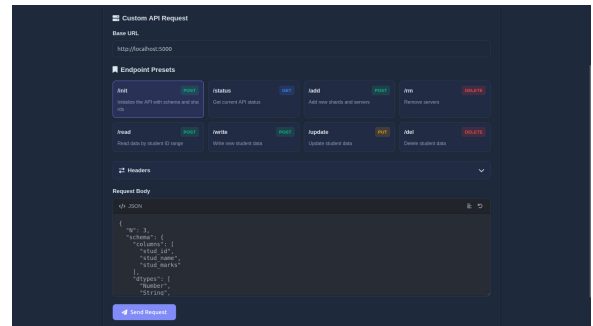 Custom API Request
Base URL
http://localhost:5000
Endpoint Presets
/init POST
Initialize the API with schema and sha
rds
/status GET
Get current API status
/add POST
Add new shards and servers
/rm DELETE
Remove servers
/read POST
Read data by student ID range
/write POST
Write new student data
/update PUT
Update student data
/del DELETE
Delete student data
Headers
Request Body
</> JSON
{
"N": 3,
"schema": {
"columns": [
"stud_id",
"stud_name",
"stud_marks"
],
"dtypes": [
"Number",
"String",
Send Request